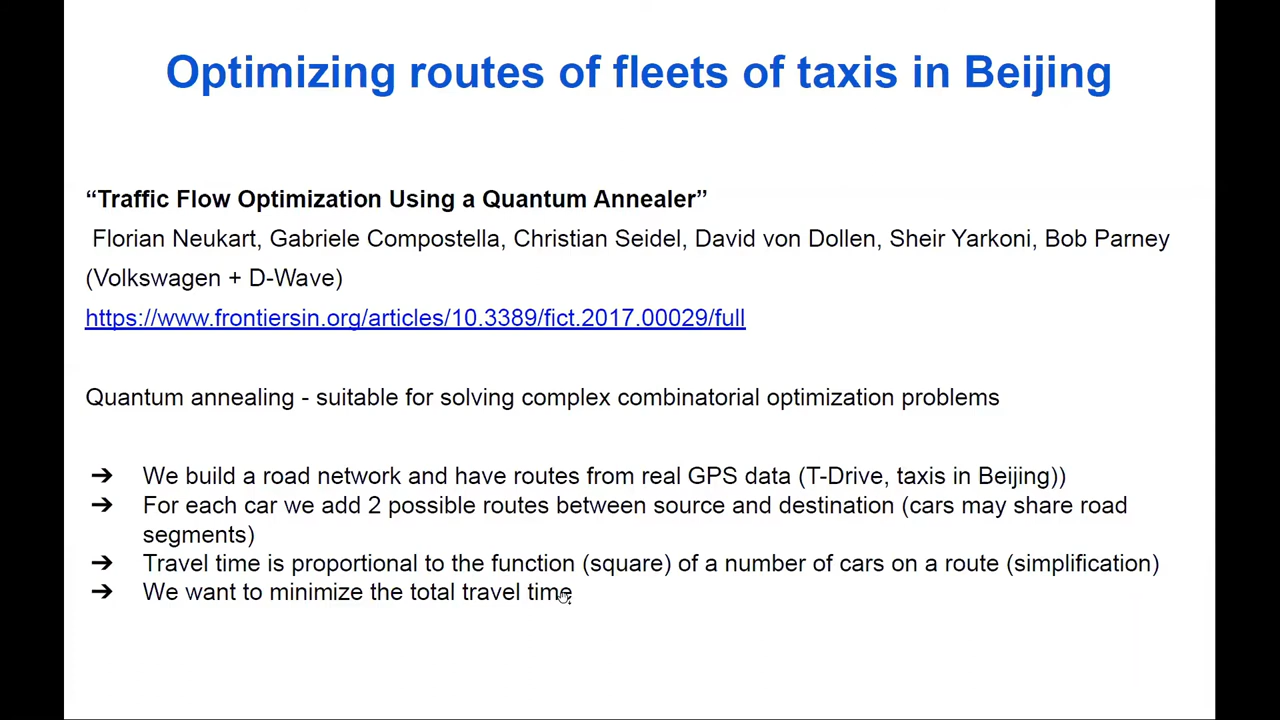 Optimizing routes of fleets of taxis in Beijing
“Traffic Flow Optimization Using a Quantum Annealer”
Florian Neukart, Gabriele Compostella, Christian Seidel, David von Dollen, Sheir Yarkoni, Bob Parney
(Volkswagen + D-Wave)
https://www.frontiersin.org/articles/10.3389/fict.2017.00029/full
Quantum annealing - suitable for solving complex combinatorial optimization problems
➔ We build a road network and have routes from real GPS data (T-Drive, taxis in Beijing))
➔ For each car we add 2 possible routes between source and destination (cars may share road
segments)
➔ Travel time is proportional to the function (square) of a number of cars on a route (simplification)
➔ We want to minimize the total travel time